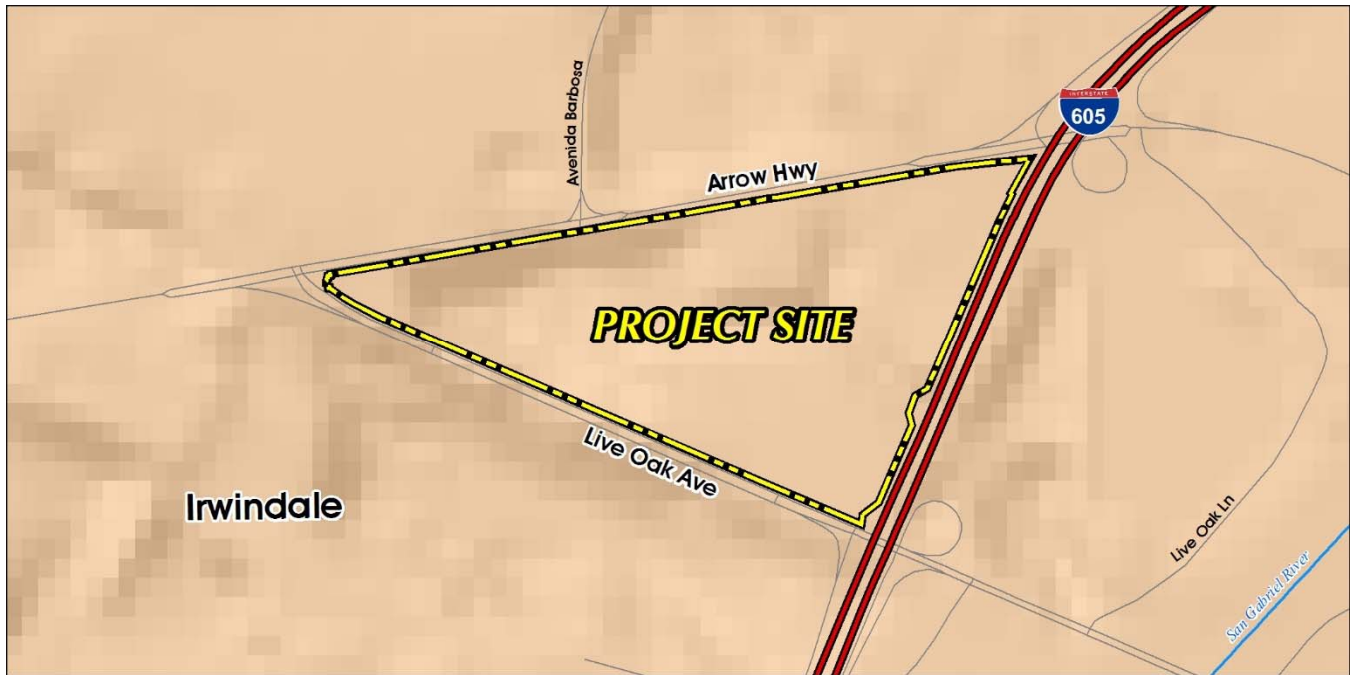 Avenida Barbosa
INTERSTATE
605
Arrow Hwy
PROJECT SITE
Live Oak Ave
Irwindale
Live Oak Ln
San Gabriel River